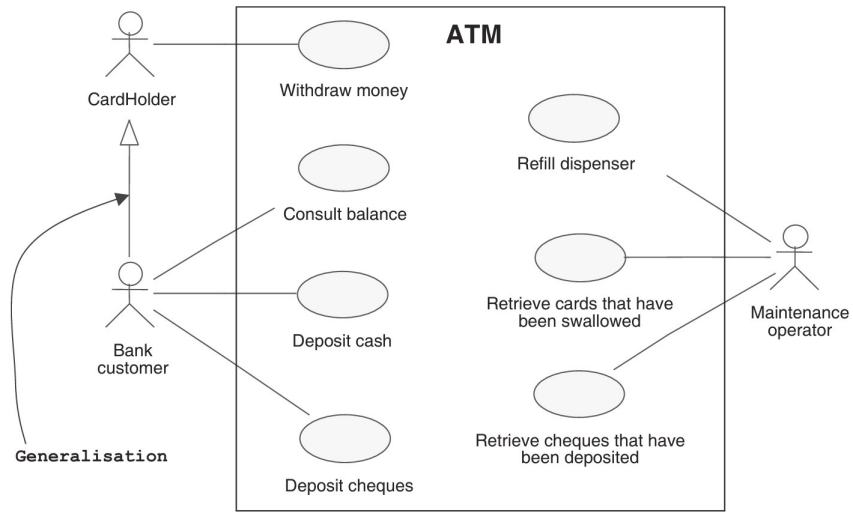 ATM
CardHolder
Withdraw money
Refill dispenser
Consult balance
Retrieve cards that have
been swallowed
Maintenance
operator
Bank
customer
Deposit cash
Retrieve cheques that have
been deposited
Generalisation
Deposit cheques